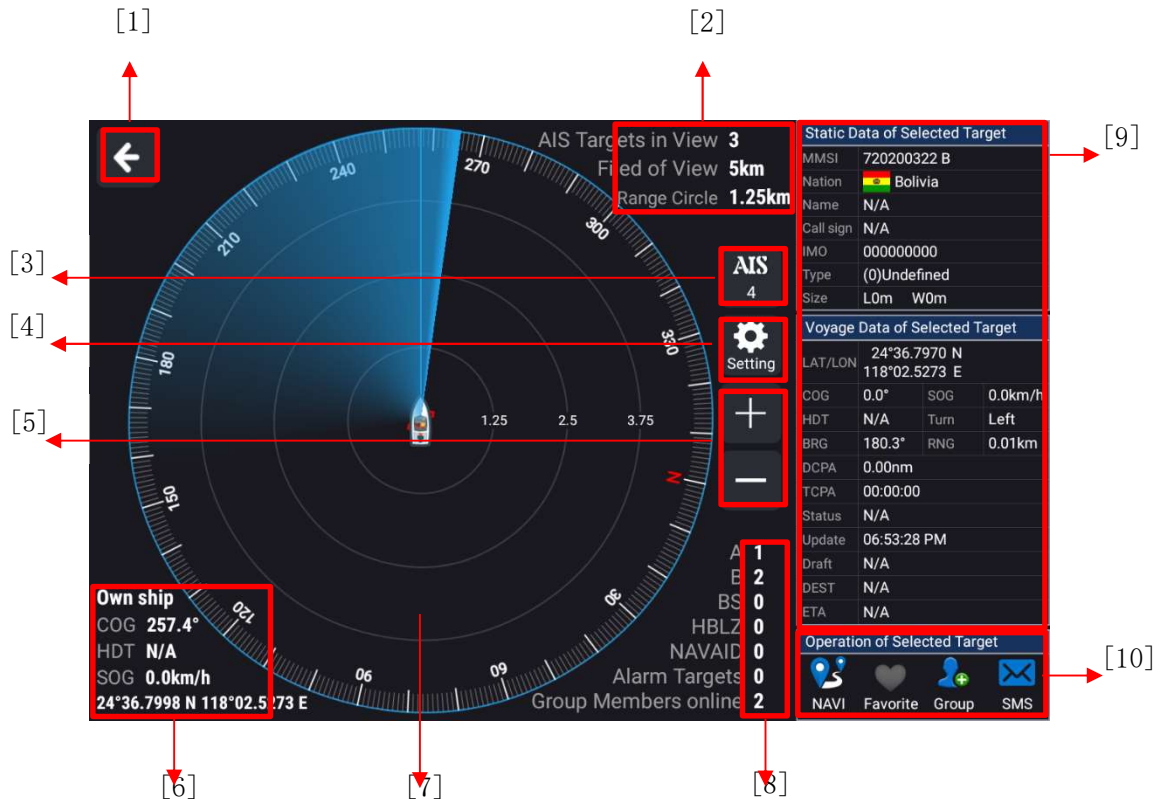 [1]
[2]
AIS Targets in View 3
Filed of View 5km
Range Circle 1.25km
[3]
AIS
4
[4]
Setting
[5]
+
—
240
270
300
330
N
30
60
90
120
150
180
210
1.25
2.5
3.75
Own ship
COG 257.4°
HDT N/A
SOG 0.0km/h
24°36.7998 N 118°02.5273 E
A 1
B 2
BS 0
HBLZ 0
NAVAID 0
Alarm Targets 0
Group Members online 2
[6]
[7]
[8]
Static Data of Selected Target
MMSI 720200322 B
Nation Bolivia
Name N/A
Call sign N/A
IMO 000000000
Type (0)Undefined
Size L0m W0m
[9]
Voyage Data of Selected Target
LAT/LON 24°36.7970 N
118°02.5273 E
COG 0.0° SOG 0.0km/h
HDT N/A Turn Left
BRG 180.3° RNG 0.01km
DCPA 0.00nm
TCPA 00:00:00
Status N/A
Update 06:53:28 PM
Draft N/A
DEST N/A
ETA N/A
Operation of Selected Target
NAVI Favorite Group SMS
[10]